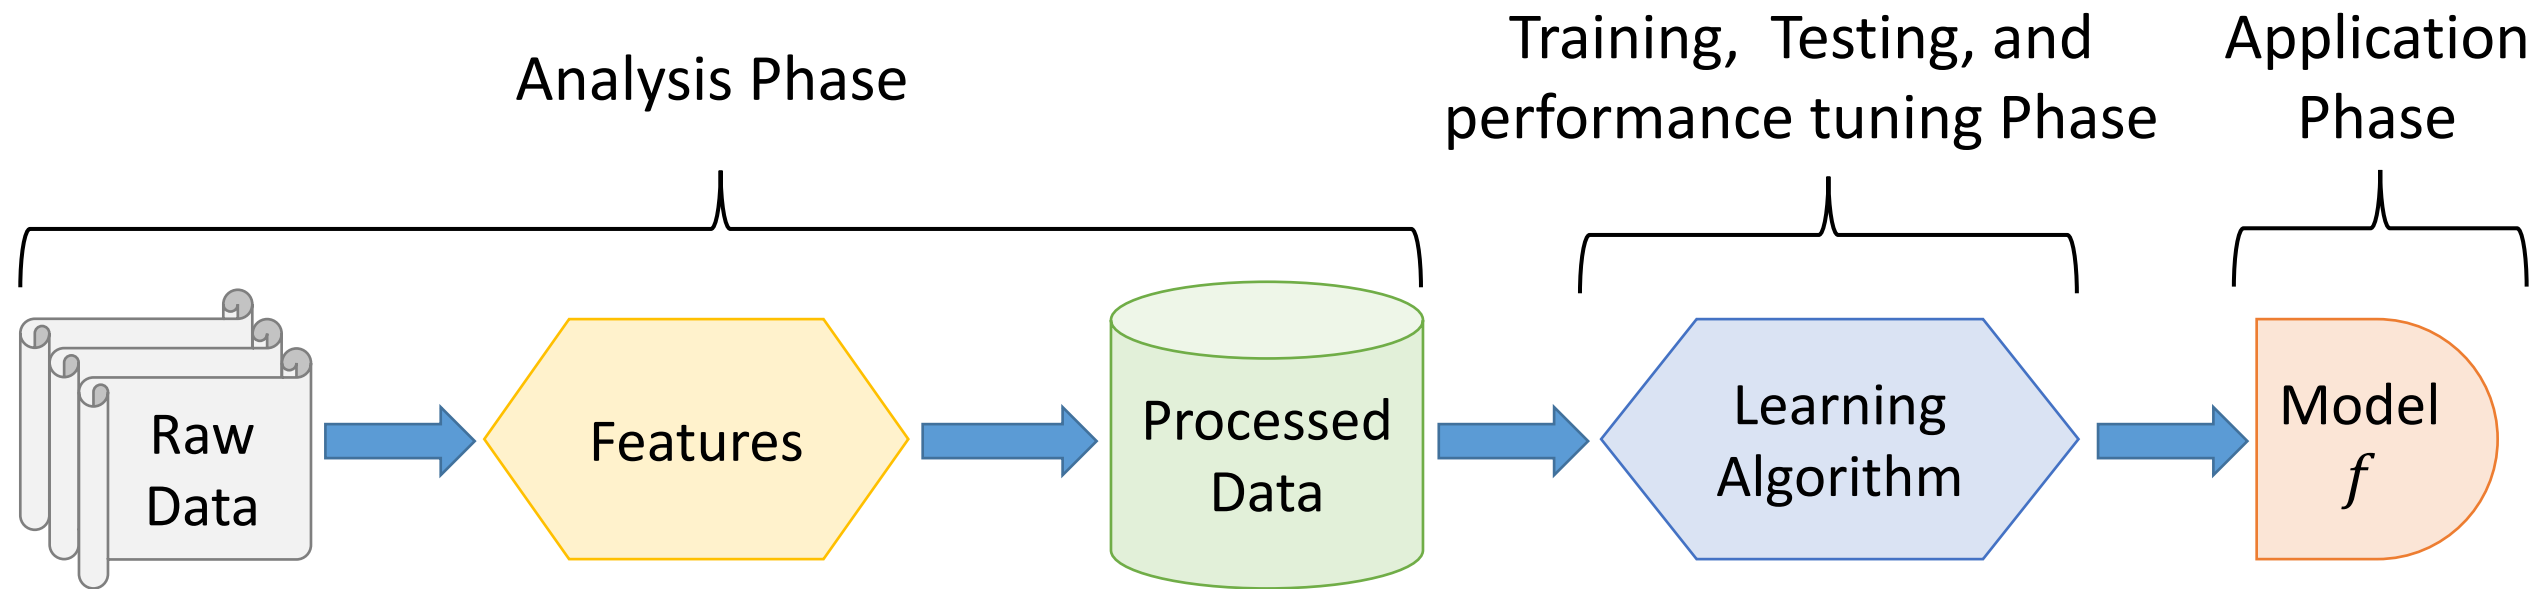 Analysis Phase
Training,  Testing, and
performance tuning Phase
Application
Phase
Raw
Data
Features
Processed
Data
Learning
Algorithm
Model
f